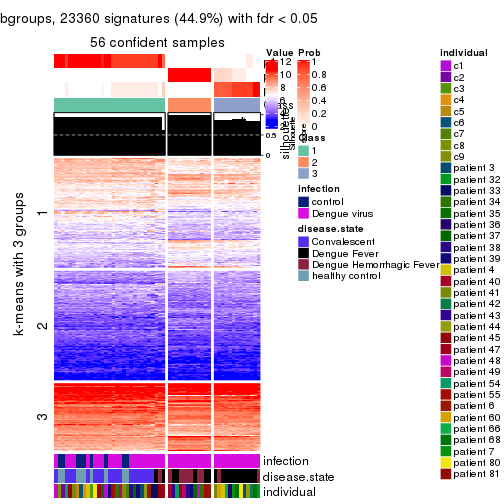 bgroups, 23360 signatures (44.9%) with fdr < 0.05
56 confident samples
k-means with 3 groups
1
2
3
silhouette
Silhouette
score
0.5
0
Value
12
10
8
6
Prob
1
0.8
0.6
0.4
0.2
0
Class
1
2
3
infection
control
Dengue virus
disease.state
Convalescent
Dengue Fever
Dengue Hemorrhagic Fever
healthy control
infection
disease.state
individual
individual
c1
c2
c3
c4
c5
c6
c7
c8
c9
patient 3
patient 32
patient 33
patient 34
patient 35
patient 36
patient 37
patient 38
patient 39
patient 4
patient 40
patient 41
patient 42
patient 43
patient 44
patient 45
patient 47
patient 48
patient 49
patient 54
patient 55
patient 6
patient 60
patient 66
patient 68
patient 7
patient 80
patient 81